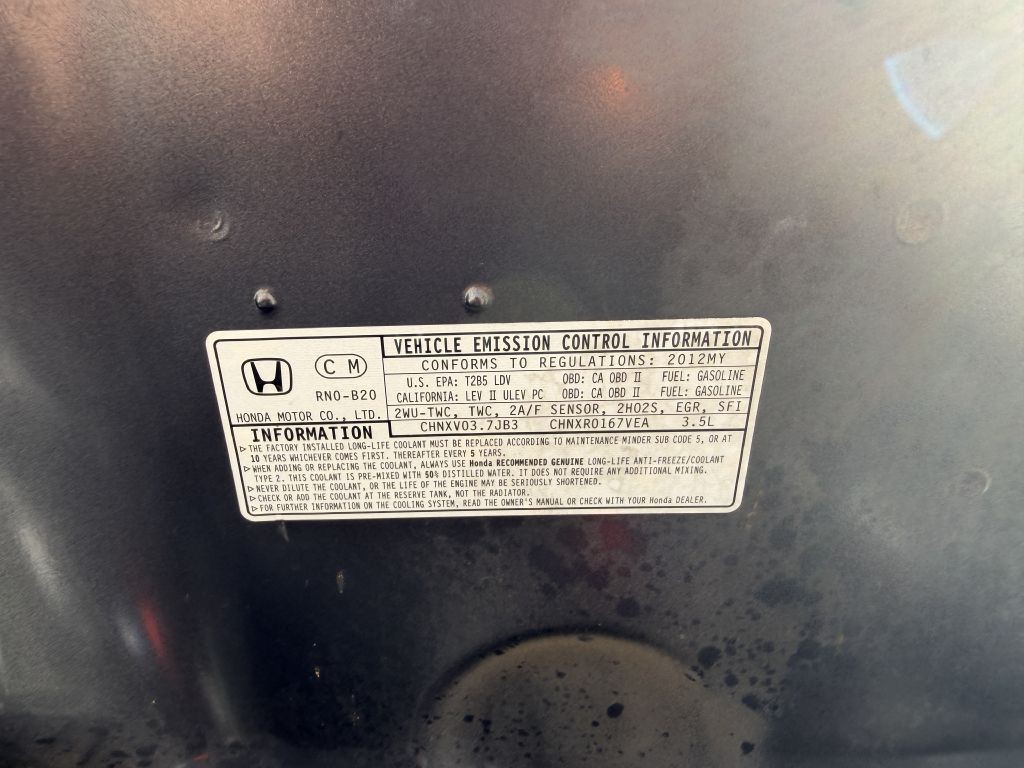 VEHICLE EMISSION CONTROL INFORMATION
C M
CONFORMS TO REGULATIONS: 2012MY
U.S. EPA: T2B5 LDV OBD: CA OBD II FUEL: GASOLINE
RN0-B20
CALIFORNIA: LEV II ULEV PC OBD: CA OBD II FUEL: GASOLINE
HONDA MOTOR CO., LTD.
2WU-TWC, TWC, 2A/F SENSOR, 2HO2S, EGR, SFI
CHNXV03.7JB3 CHNXR0167VEA 3.5L
INFORMATION
▷THE FACTORY INSTALLED LONG-LIFE COOLANT MUST BE REPLACED ACCORDING TO MAINTENANCE MINDER SUB CODE 5, OR AT
10 YEARS WHICHEVER COMES FIRST. THEREAFTER EVERY 5 YEARS.
▷WHEN ADDING OR REPLACING THE COOLANT, ALWAYS USE Honda RECOMMENDED GENUINE LONG-LIFE ANTI-FREEZE/COOLANT
TYPE 2. THIS COOLANT IS PRE-MIXED WITH 50% DISTILLED WATER. IT DOES NOT REQUIRE ANY ADDITIONAL MIXING.
▷NEVER DILUTE THE COOLANT, OR THE LIFE OF THE ENGINE MAY BE SERIOUSLY SHORTENED.
▷CHECK OR ADD THE COOLANT AT THE RESERVE TANK, NOT THE RADIATOR.
▷FOR FURTHER INFORMATION ON THE COOLING SYSTEM, READ THE OWNER'S MANUAL OR CHECK WITH YOUR Honda DEALER.